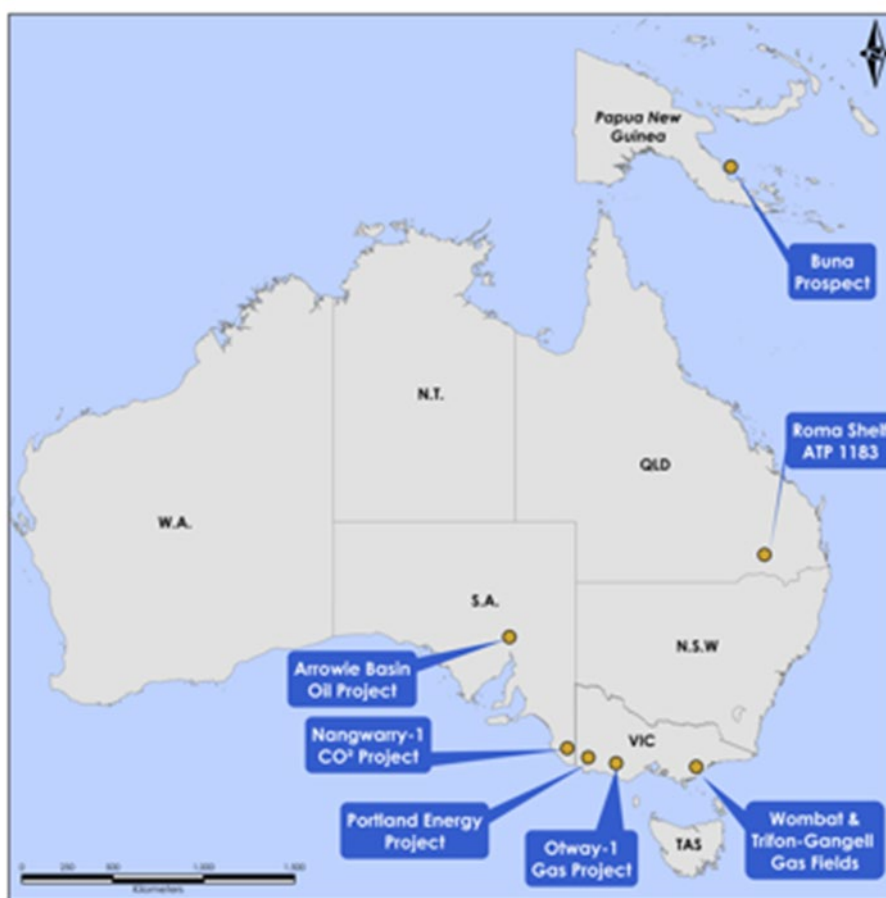 Papua New
Guinea
Buna
Prospect
N.T.
Roma Shelf
ATP 1183
QLD
W.A.
S.A.
N.S.W
Arrowie Basin
Oil Project
Nangwarry-1
CO² Project
VIC
Portland Energy
Project
Otway-1
Gas Project
TAS
Wombat &
Trifon-Gangell
Gas Fields
0
Kilometers